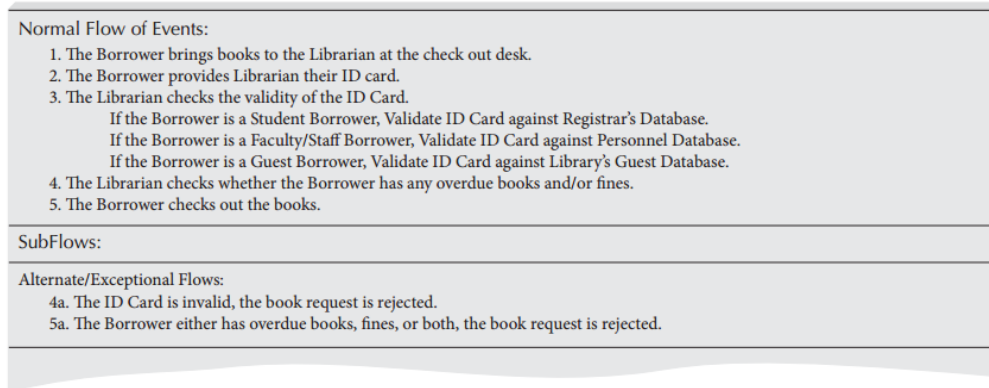 Normal Flow of Events:
1. The Borrower brings books to the Librarian at the check out desk.
2. The Borrower provides Librarian their ID card.
3. The Librarian checks the validity of the ID Card.
If the Borrower is a Student Borrower, Validate ID Card against Registrar's Database.
If the Borrower is a Faculty/Staff Borrower, Validate ID Card against Personnel Database.
If the Borrower is a Guest Borrower, Validate ID Card against Library's Guest Database.
4. The Librarian checks whether the Borrower has any overdue books and/or fines.
5. The Borrower checks out the books.
SubFlows:
Alternate/Exceptional Flows:
4a. The ID Card is invalid, the book request is rejected.
5a. The Borrower either has overdue books, fines, or both, the book request is rejected.